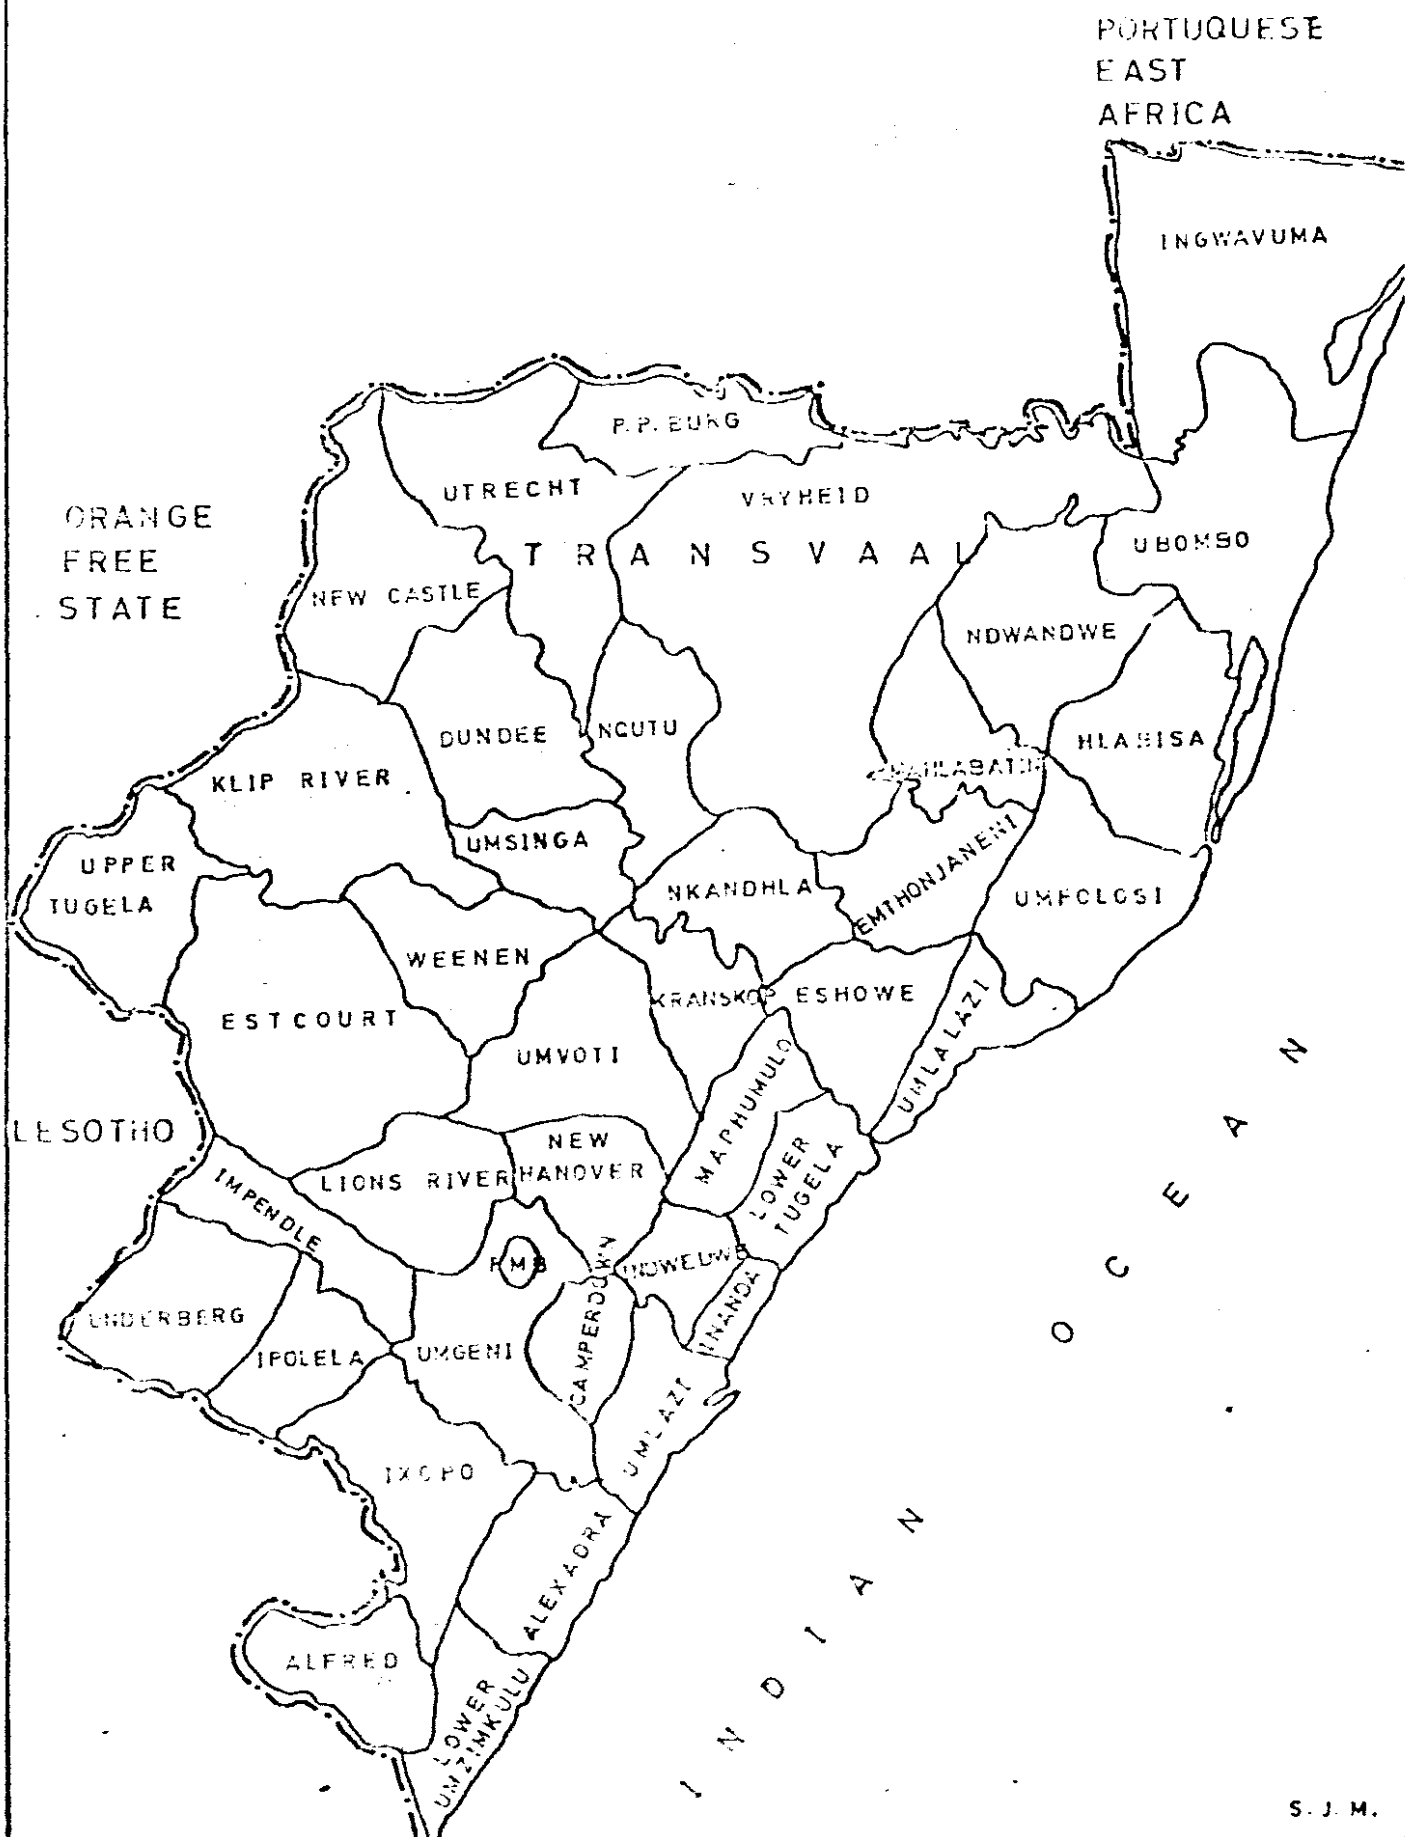 PORTUQUESE
EAST
AFRICA
INGWAVUMA
P.P. BURG
UTRECHT
VRYHEID
ORANGE
FREE
STATE
TRANSVAAL
UBOMBO
NEW CASTLE
NDWANDWE
DUNDEE
NQUTU
HLABISA
KLIP RIVER
MAHLABATINI
UMSINGA
UPPER
TUGELA
NKANDHLA
EMTHONJANENI
UMFOLOSI
WEENEN
KRANSKOP
ESHOWE
ESTCOURT
UMVOTI
UMLALAZI
MAPHUMULO
LESOTHO
NEW
HANOVER
LIONS RIVER
LOWER
TUGELA
IMPENDLE
PMB
NDWEDWE
CAMPERDOWN
INANDA
UNDERBERG
IPOLELA
UMGENI
UMLAZI
IXOPO
ALEXADRA
ALFRED
LOWER
UMZIMKULU
INDIAN OCEAN
S. J. M.